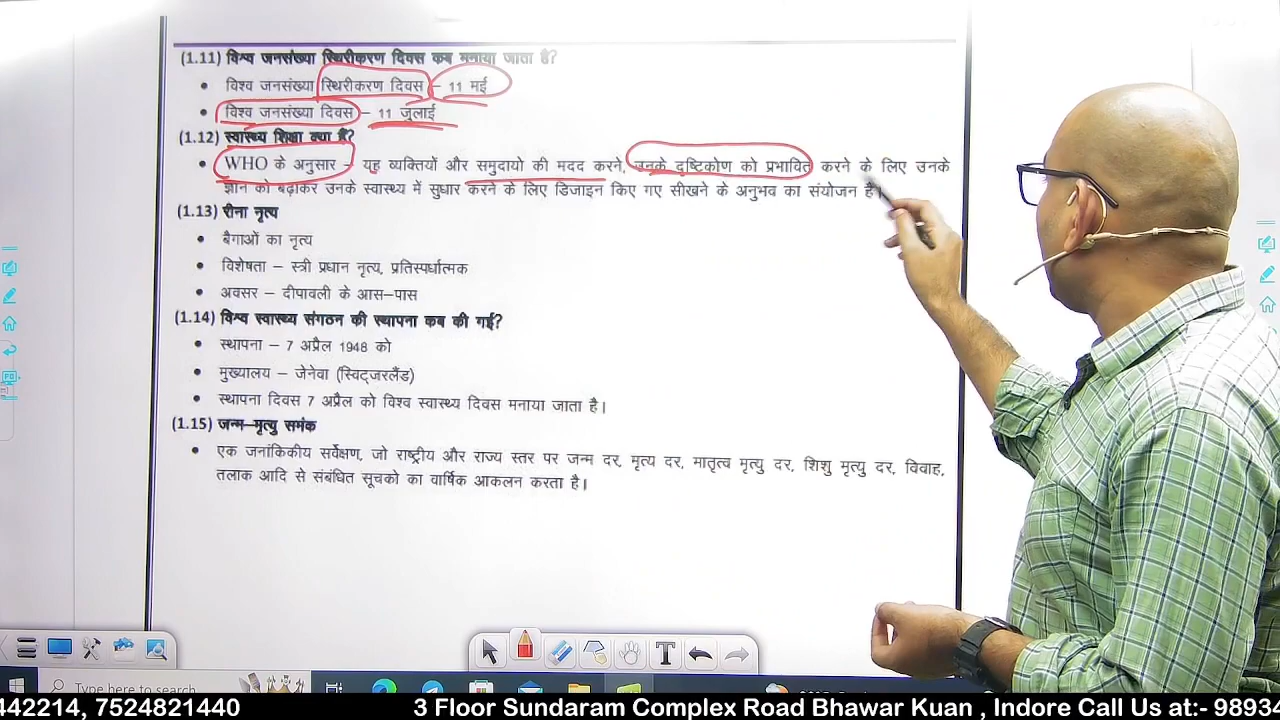 (1.11) विश्व जनसंख्या स्थिरीकरण दिवस कब मनाया जाता है?
• विश्व जनसंख्या स्थिरीकरण दिवस – 11 मई
• विश्व जनसंख्या दिवस – 11 जुलाई
(1.12) स्वास्थ्य शिक्षा क्या हैं?
• WHO के अनुसार – यह व्यक्तियों और समुदायो की मदद करने, उनके दृष्टिकोण को प्रभावित करने के लिए उनके
ज्ञान को बढ़ाकर उनके स्वास्थ्य में सुधार करने के लिए डिजाइन किए गए सीखने के अनुभव का संयोजन है।
(1.13) रीना नृत्य
• बैगाओं का नृत्य
• विशेषता – स्त्री प्रधान नृत्य, प्रतिस्पर्धात्मक
• अवसर – दीपावली के आस–पास
(1.14) विश्व स्वास्थ्य संगठन की स्थापना कब की गई?
• स्थापना – 7 अप्रैल 1948 को
• मुख्यालय – जेनेवा (स्विट्जरलैंड)
• स्थापना दिवस 7 अप्रैल को विश्व स्वास्थ्य दिवस मनाया जाता है।
(1.15) जन्म–मृत्यु समंक
• एक जनांकिकीय सर्वेक्षण, जो राष्ट्रीय और राज्य स्तर पर जन्म दर, मृत्य दर, मातृत्व मृत्यु दर, शिशु मृत्यु दर, विवाह,
तलाक आदि से संबंधित सूचको का वार्षिक आकलन करता है।
Type here to search
442214, 7524821440 3 Floor Sundaram Complex Road Bhawar Kuan , Indore Call Us at:- 98934